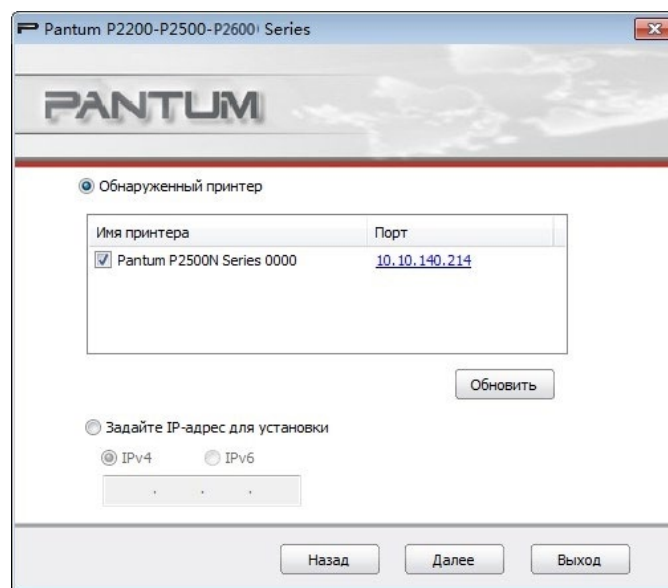 Pantum P2200-P2500-P2600 Series
PANTUM
Обнаруженный принтер
Имя принтера Порт
Pantum P2500N Series 0000 10.10.140.214
Обновить
Задайте IP-адрес для установки
IPv4 IPv6
. . .
Назад Далее Выход